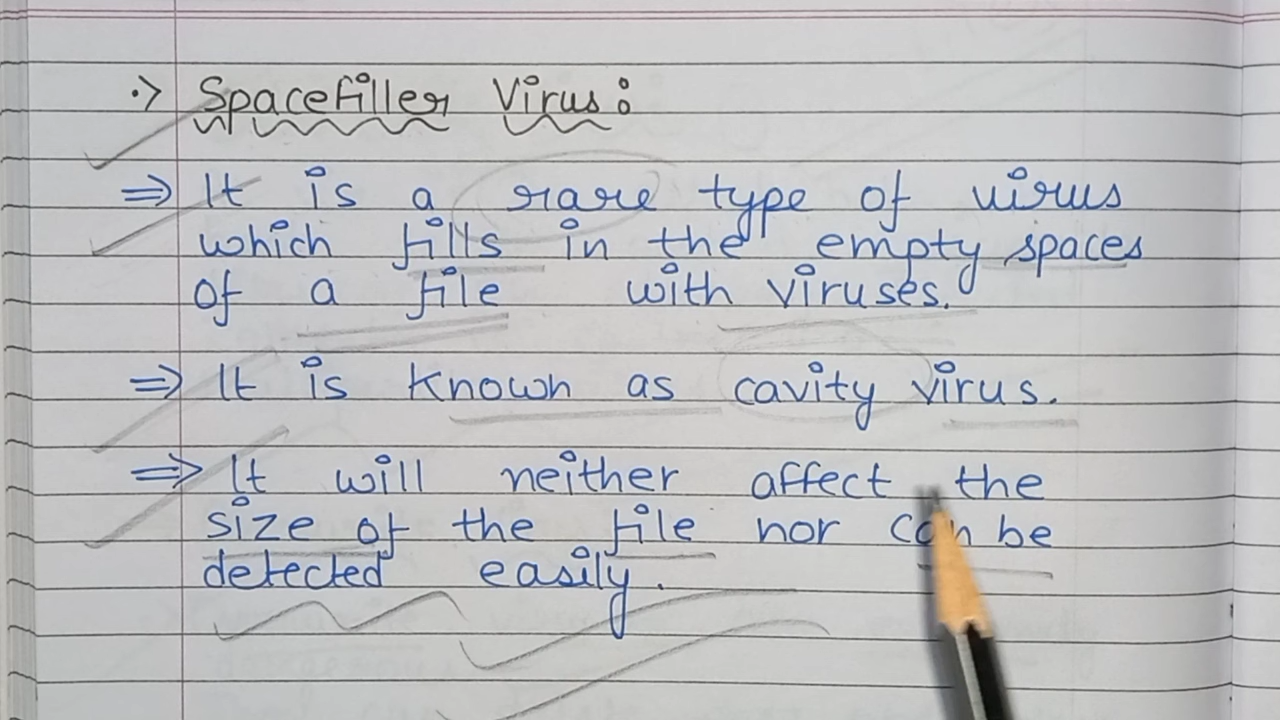 ·> Spacefiller Virus:
⇒ It is a rare type of virus
which fills in the empty spaces
of a file with viruses.
⇒ It is known as cavity virus.
⇒ It will neither affect the
size of the file nor can be
detected easily.